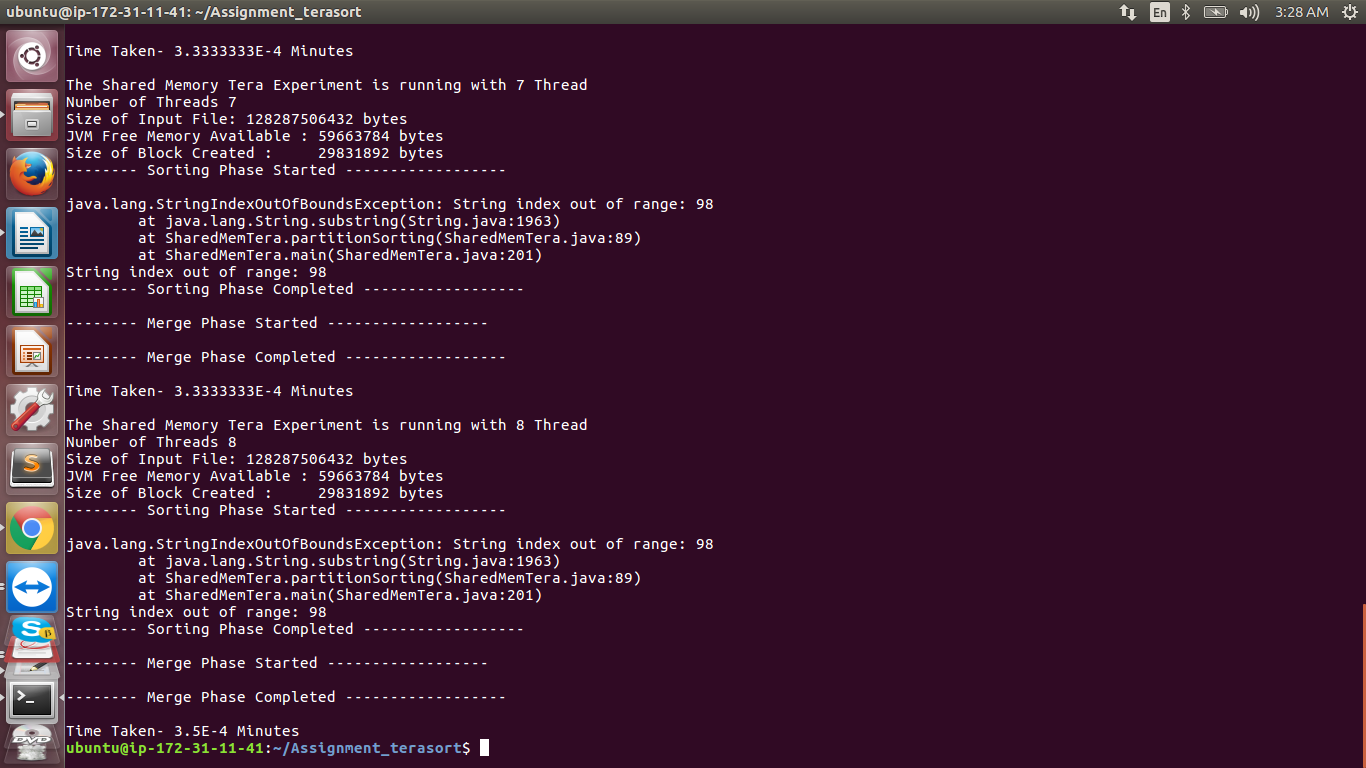 ubuntu@ip-172-31-11-41: ~/Assignment_terasort
En
3:28 AM
Time Taken- 3.3333333E-4 Minutes
The Shared Memory Tera Experiment is running with 7 Thread
Number of Threads 7
Size of Input File: 128287506432 bytes
JVM Free Memory Available : 59663784 bytes
Size of Block Created :     29831892 bytes
-------- Sorting Phase Started ------------------
java.lang.StringIndexOutOfBoundsException: String index out of range: 98
        at java.lang.String.substring(String.java:1963)
        at SharedMemTera.partitionSorting(SharedMemTera.java:89)
        at SharedMemTera.main(SharedMemTera.java:201)
String index out of range: 98
-------- Sorting Phase Completed ------------------
-------- Merge Phase Started ------------------
-------- Merge Phase Completed ------------------
Time Taken- 3.3333333E-4 Minutes
The Shared Memory Tera Experiment is running with 8 Thread
Number of Threads 8
Size of Input File: 128287506432 bytes
JVM Free Memory Available : 59663784 bytes
Size of Block Created :     29831892 bytes
-------- Sorting Phase Started ------------------
java.lang.StringIndexOutOfBoundsException: String index out of range: 98
        at java.lang.String.substring(String.java:1963)
        at SharedMemTera.partitionSorting(SharedMemTera.java:89)
        at SharedMemTera.main(SharedMemTera.java:201)
String index out of range: 98
-------- Sorting Phase Completed ------------------
-------- Merge Phase Started ------------------
-------- Merge Phase Completed ------------------
Time Taken- 3.5E-4 Minutes
ubuntu@ip-172-31-11-41:~/Assignment_terasort$
S
S
DVD